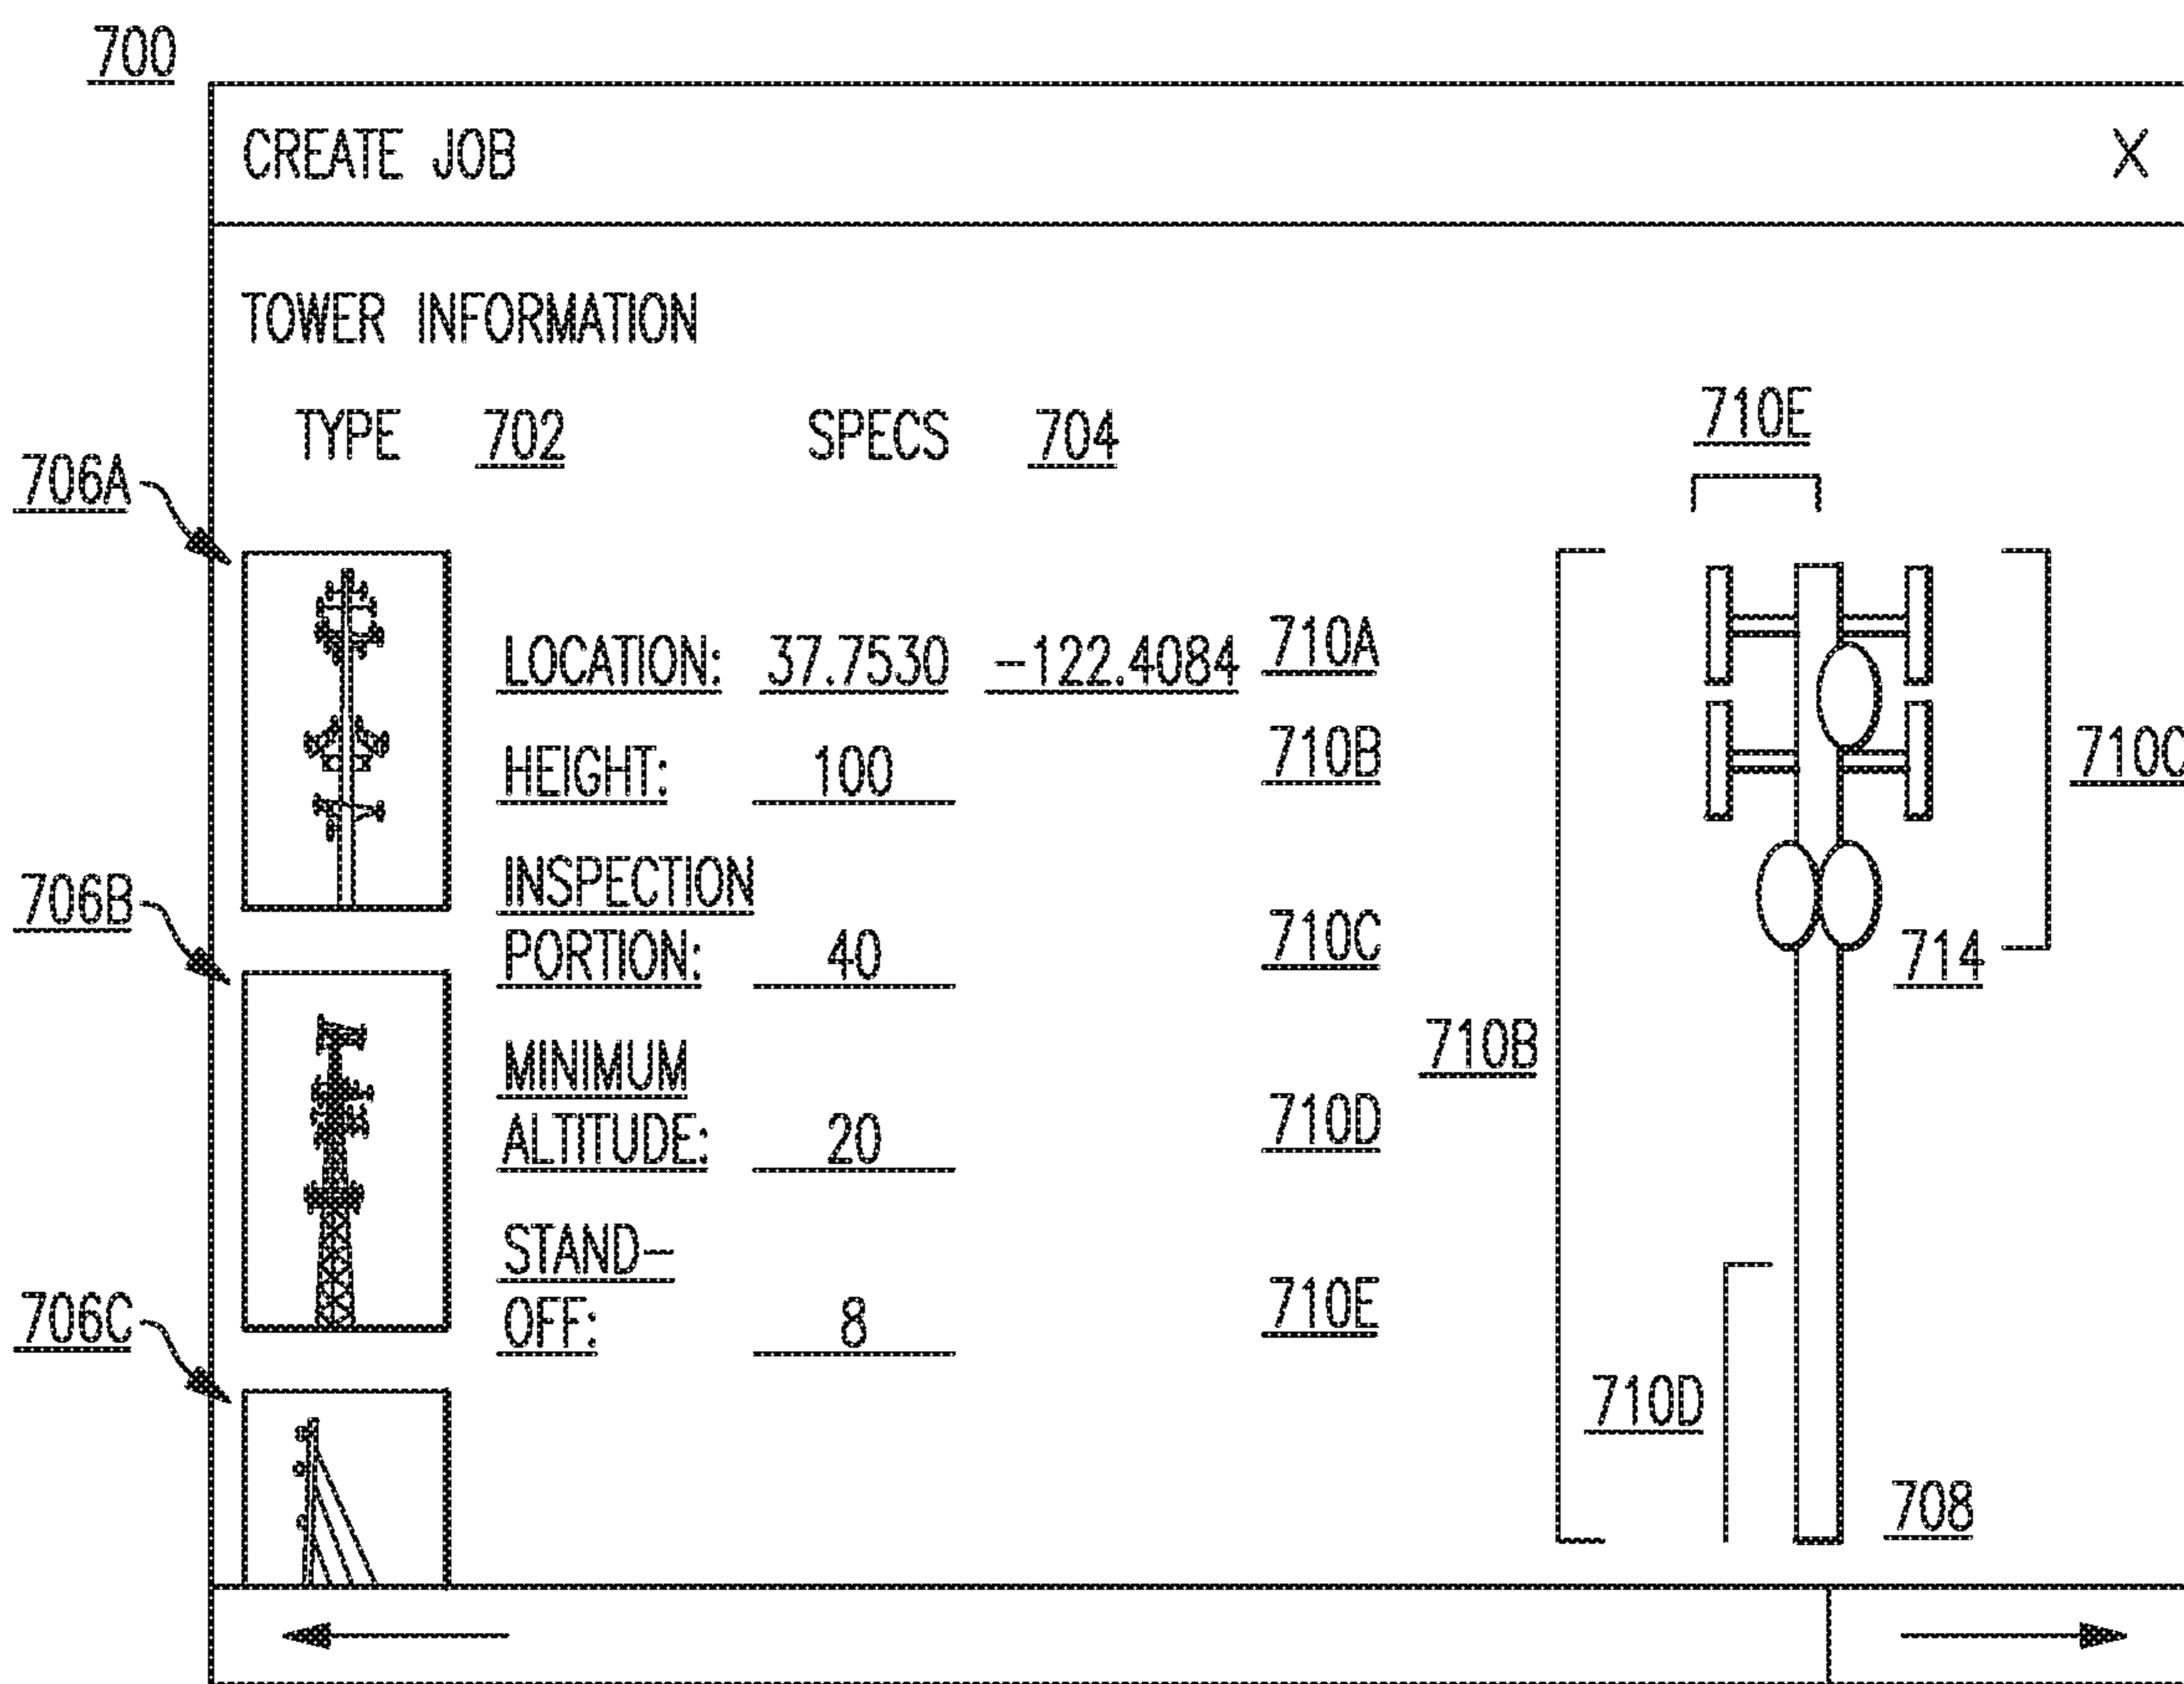 700
CREATE JOB X
TOWER INFORMATION
TYPE 702 SPECS 704
710E
706A
LOCATION: 37.7530 -122.4084 710A
HEIGHT: 100 710B
710C
INSPECTION
PORTION: 40 710C
706B
714
MINIMUM
ALTITUDE: 20 710D
710B
STAND-
OFF: 8 710E
706C
710D
708